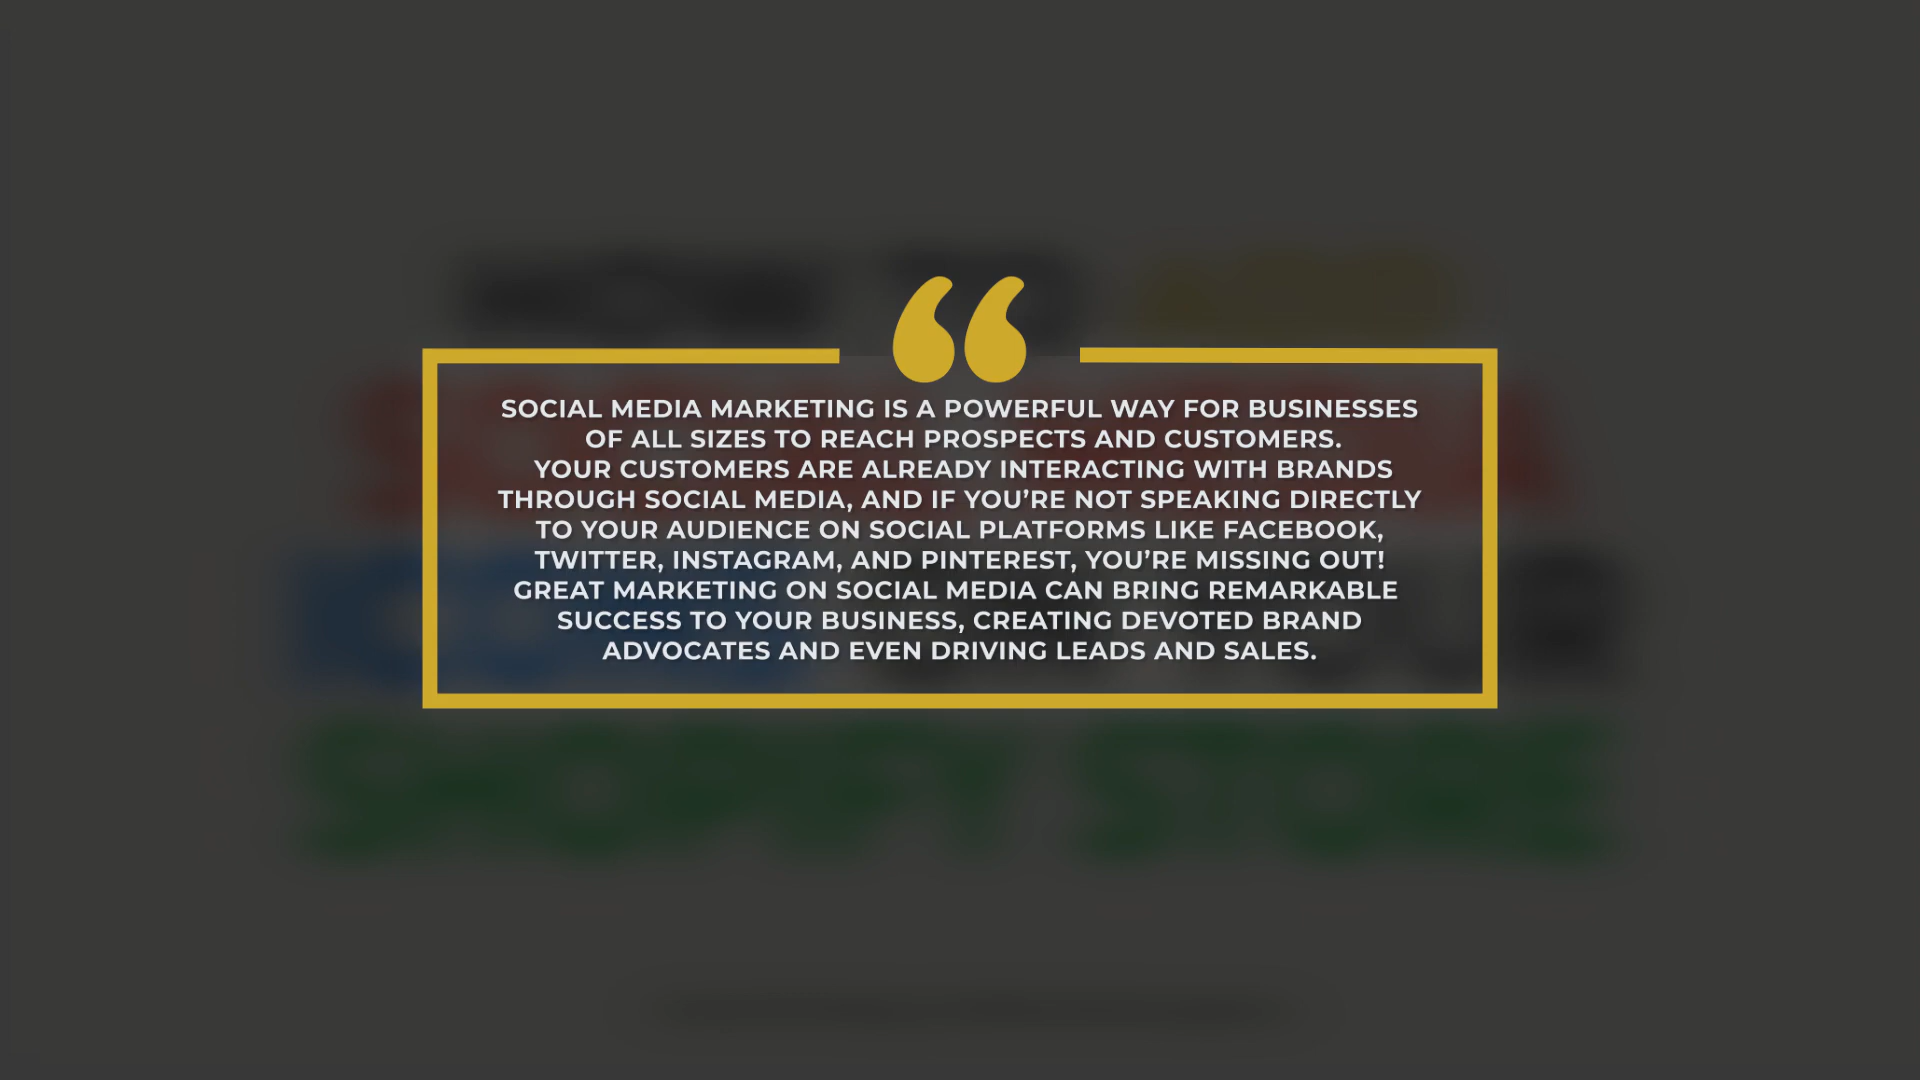 SOCIAL MEDIA MARKETING IS A POWERFUL WAY FOR BUSINESSES
OF ALL SIZES TO REACH PROSPECTS AND CUSTOMERS.
YOUR CUSTOMERS ARE ALREADY INTERACTING WITH BRANDS
THROUGH SOCIAL MEDIA, AND IF YOU’RE NOT SPEAKING DIRECTLY
TO YOUR AUDIENCE ON SOCIAL PLATFORMS LIKE FACEBOOK,
TWITTER, INSTAGRAM, AND PINTEREST, YOU’RE MISSING OUT!
GREAT MARKETING ON SOCIAL MEDIA CAN BRING REMARKABLE
SUCCESS TO YOUR BUSINESS, CREATING DEVOTED BRAND
ADVOCATES AND EVEN DRIVING LEADS AND SALES.